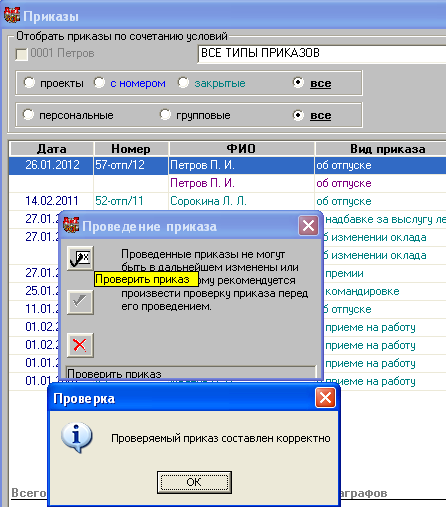 Приказы
Отобрать приказы по сочетанию условий
0001 Петров
ВСЕ ТИПЫ ПРИКАЗОВ
проекты с номером закрытые все
персональные групповые все
Дата Номер ФИО Вид приказа
26.01.2012 57-отп/12 Петров П. И. об отпуске
Петров П. И. об отпуске
14.02.2011 52-отп/11 Сорокина Л. Л. об отпуске
27.01 надбавке за выслугу ле
27.01 об изменении оклада
об изменении оклада
27.01 премии
25.01 командировке
11.01 об отпуске
01.02 приеме на работу
01.02 приеме на работу
01.01 приеме на работу
01.01 приеме на работу
Проведение приказа
Проведенные приказы не могут
быть в дальнейшем изменены или
Проверить приказ ому рекомендуется
произвести проверку приказа перед
его проведением.
Проверить приказ
Проверка
Проверяемый приказ составлен корректно
OK
Всего аграфов